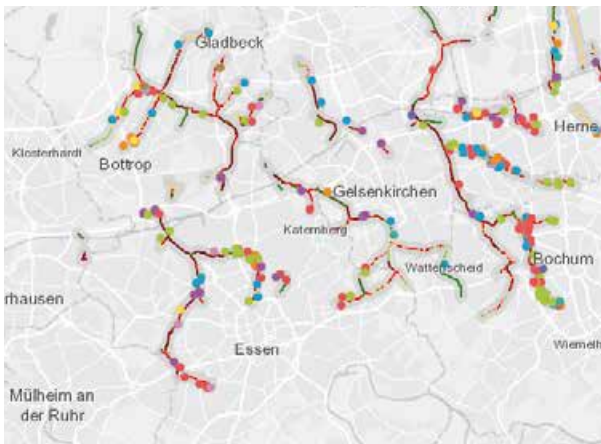 Gladbeck
Herne
Klosterhardt
Bottrop
Gelsenkirchen
Katernberg
Wattenscheid
Bochum
rhausen
Essen
Wiemelh
Mülheim an
der Ruhr